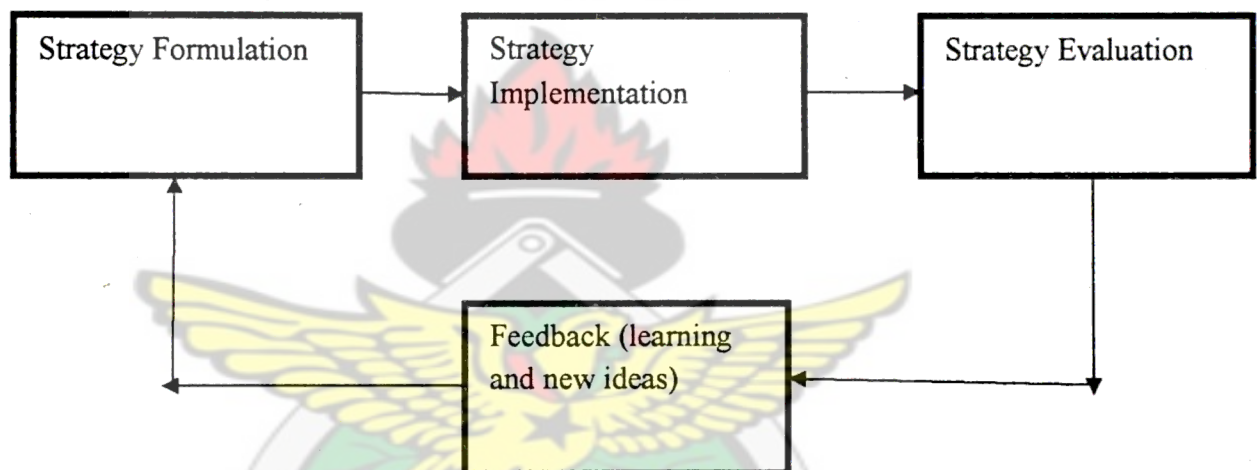 Strategy Formulation
Strategy
Implementation
Strategy Evaluation
Feedback (learning
and new ideas)